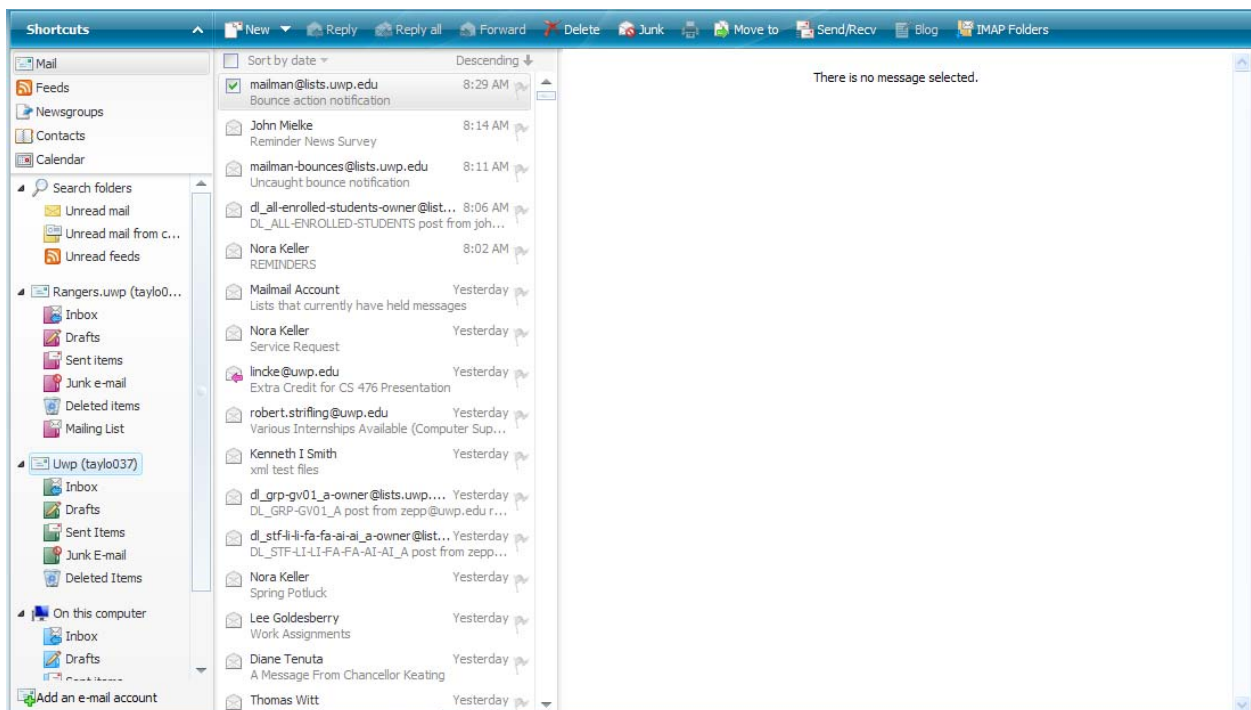 Shortcuts
New Reply Reply all Forward Delete Junk Move to Send/Recv Blog IMAP Folders
Mail
Feeds
Newsgroups
Contacts
Calendar
Search folders
Unread mail
Unread mail from c...
Unread feeds
Rangers.uwp (taylo0...
Inbox
Drafts
Sent items
Junk e-mail
Deleted items
Mailing List
Uwp (taylo037)
Inbox
Drafts
Sent Items
Junk E-mail
Deleted Items
On this computer
Inbox
Drafts
Sent items
Add an e-mail account
Sort by date Descending
mailman@lists.uwp.edu 8:29 AM
Bounce action notification
John Mielke 8:14 AM
Reminder News Survey
mailman-bounces@lists.uwp.edu 8:11 AM
Uncaught bounce notification
dl_all-enrolled-students-owner@list... 8:06 AM
DL_ALL-ENROLLED-STUDENTS post from joh...
Nora Keller 8:02 AM
REMINDERS
Mailmail Account Yesterday
Lists that currently have held messages
Nora Keller Yesterday
Service Request
lincke@uwp.edu Yesterday
Extra Credit for CS 476 Presentation
robert.strifling@uwp.edu Yesterday
Various Internships Available (Computer Sup...
Kenneth I Smith Yesterday
xml test files
dl_grp-gv01_a-owner@lists.uwp.... Yesterday
DL_GRP-GV01_A post from zepp@uwp.edu r...
dl_stf-li-li-fa-fa-ai-ai_a-owner@list... Yesterday
DL_STF-LI-LI-FA-FA-AI-AI_A post from zepp...
Nora Keller Yesterday
Spring Potluck
Lee Goldesberry Yesterday
Work Assignments
Diane Tenuta Yesterday
A Message From Chancellor Keating
Thomas Witt Yesterday
There is no message selected.